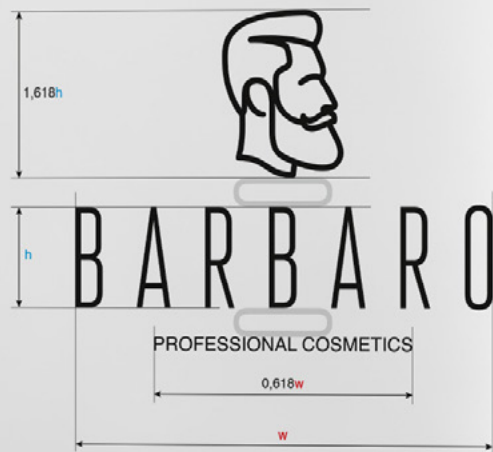 1,618h
h
BARBARO
PROFESSIONAL COSMETICS
0,618w
w